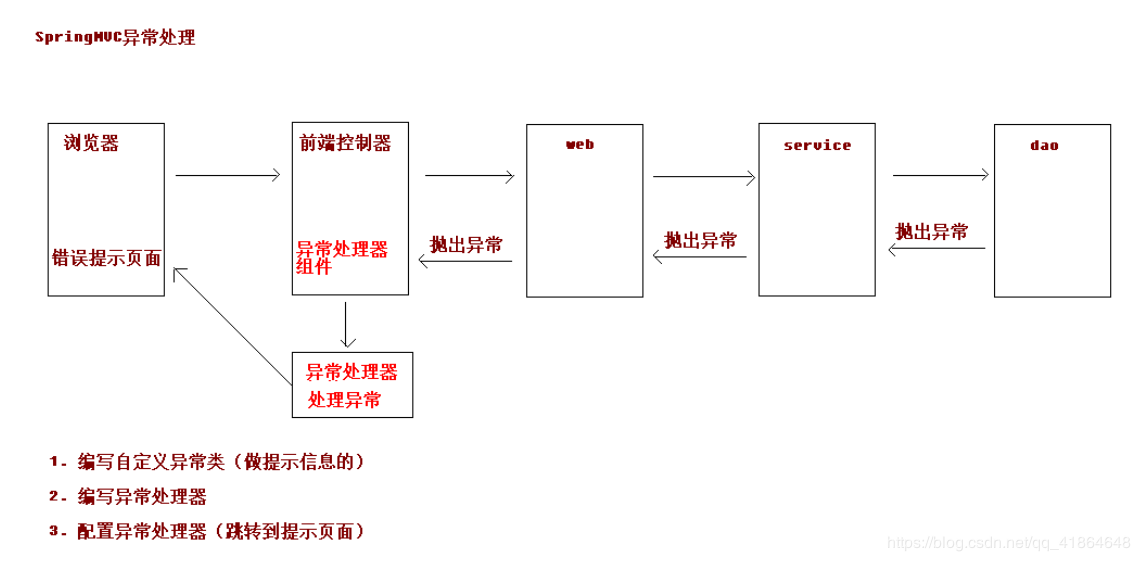 SpringMVC异常处理
浏览器
前端控制器
web
service
dao
错误提示页面
异常处理器
组件
抛出异常
抛出异常
抛出异常
异常处理器
处理异常
1. 编写自定义异常类（做提示信息的）
2. 编写异常处理器
3. 配置异常处理器（跳转到提示页面）
https://blog.csdn.net/qq_41864648